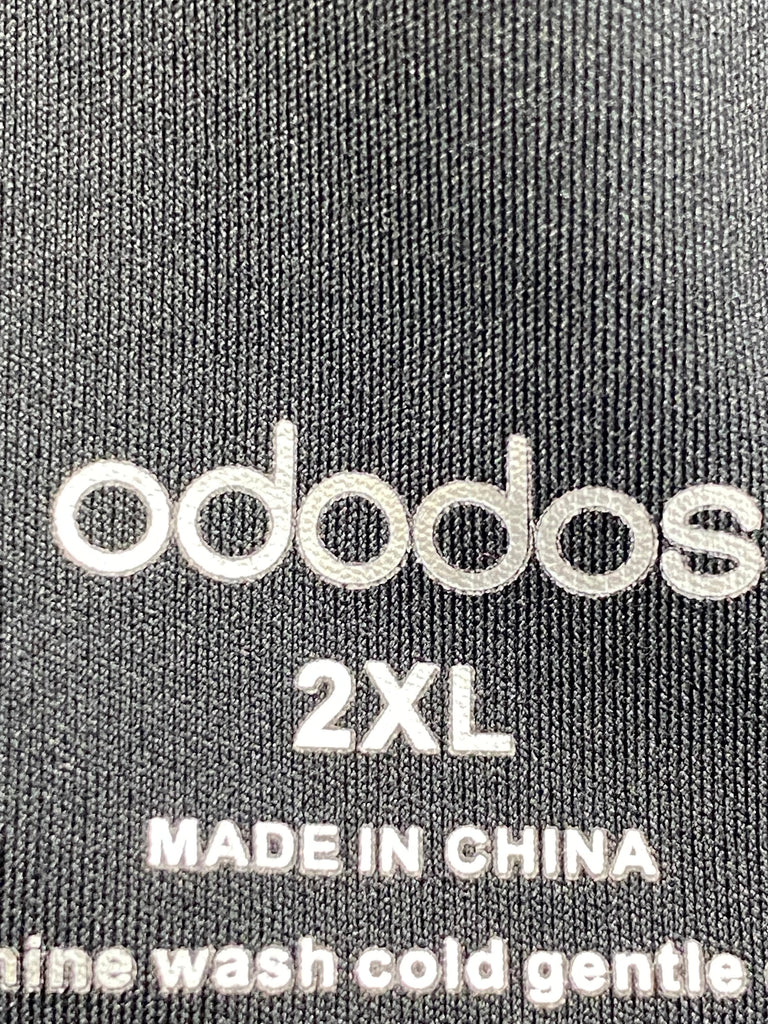 ododos
2XL
MADE IN CHINA
wash cold gentle